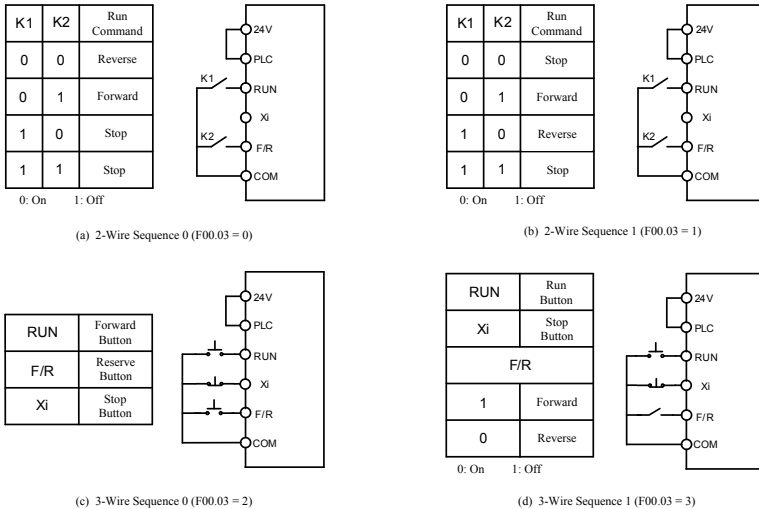 K1 K2 Run Command
0 0 Reverse
0 1 Forward
1 0 Stop
1 1 Stop
0: On 1: Off
24V
PLC
K1
RUN
Xi
K2
F/R
COM
(a) 2-Wire Sequence 0 (F00.03 = 0)
K1 K2 Run Command
0 0 Stop
0 1 Forward
1 0 Reverse
1 1 Stop
0: On 1: Off
24V
PLC
K1
RUN
Xi
K2
F/R
COM
(b) 2-Wire Sequence 1 (F00.03 = 1)
RUN Forward Button
F/R Reserve Button
Xi Stop Button
24V
PLC
RUN
Xi
F/R
COM
(c) 3-Wire Sequence 0 (F00.03 = 2)
RUN Run Button
Xi Stop Button
F/R
1 Forward
0 Reverse
0: On 1: Off
24V
PLC
RUN
Xi
F/R
COM
(d) 3-Wire Sequence 1 (F00.03 = 3)